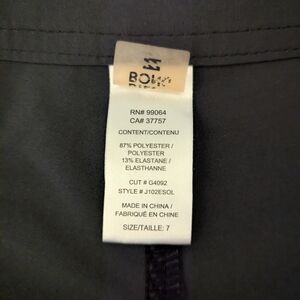 RN# 99064
CA# 37757
CONTENT/CONTENU
87% POLYESTER /
POLYESTER
13% ELASTANE /
ELASTHANNE
CUT # G4092
STYLE # J102ESOL
MADE IN CHINA /
FABRIQUÉ EN CHINE
SIZE/TAILLE: 7